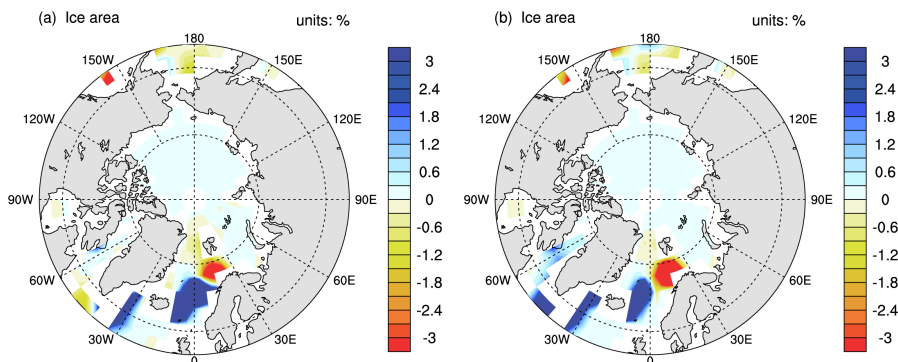 (a) Ice area units: %
180
150W 150E
120W 120E
90W 90E
60W 60E
30W 30E
0
3
2.4
1.8
1.2
0.6
0
-0.6
-1.2
-1.8
-2.4
-3
(b) Ice area units: %
180
150W 150E
120W 120E
90W 90E
60W 60E
30W 30E
0
3
2.4
1.8
1.2
0.6
0
-0.6
-1.2
-1.8
-2.4
-3